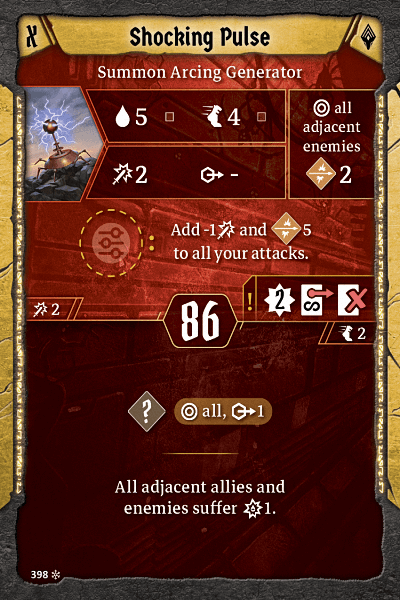 X
Shocking Pulse
Summon Arcing Generator
5 4
2 -
all
adjacent
enemies
2
Add -1 and 5
to all your attacks.
2
86
! 2
2
? all, 1
All adjacent allies and
enemies suffer 1.
398